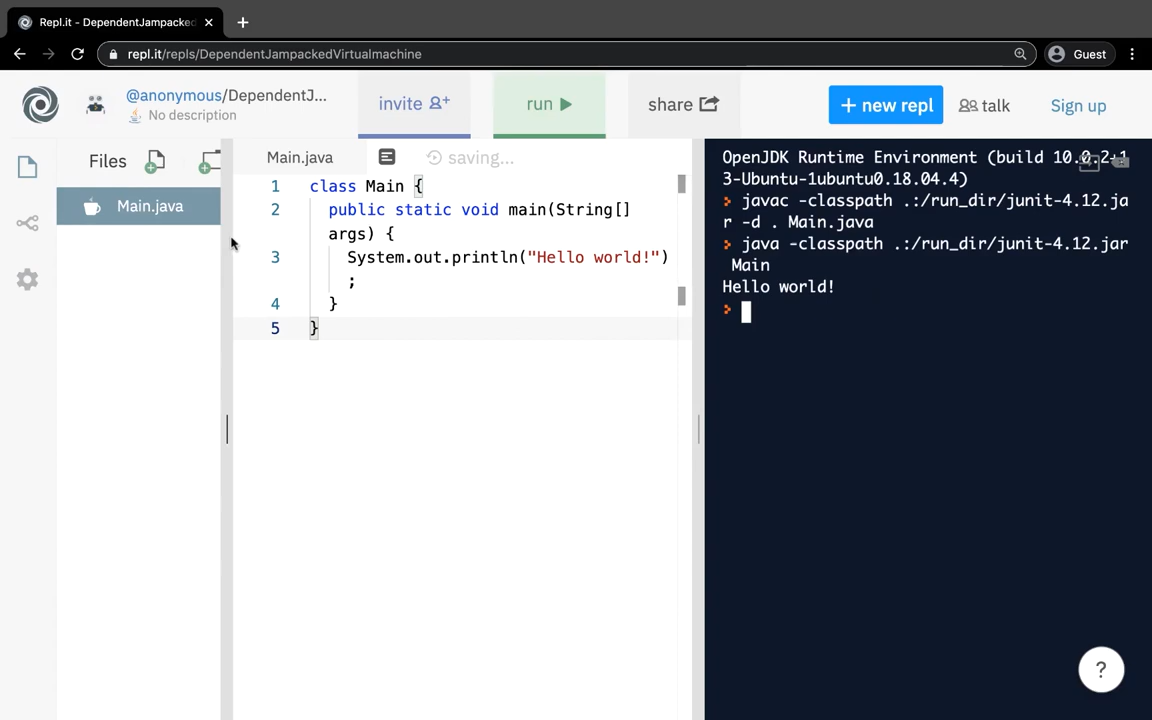 Repl.it - DependentJampacked
repl.it/repls/DependentJampackedVirtualmachine
Guest
@anonymous/DependentJ...
No description
invite
run
share
+ new repl
talk
Sign up
Files
Main.java
Main.java
saving...
1 class Main {
2 public static void main(String[]
args) {
3 System.out.println("Hello world!")
;
4 }
5 }
OpenJDK Runtime Environment (build 10.0.2+1
3-Ubuntu-1ubuntu0.18.04.4)
javac -classpath .:/run_dir/junit-4.12.ja
r -d . Main.java
java -classpath .:/run_dir/junit-4.12.jar
Main
Hello world!
?